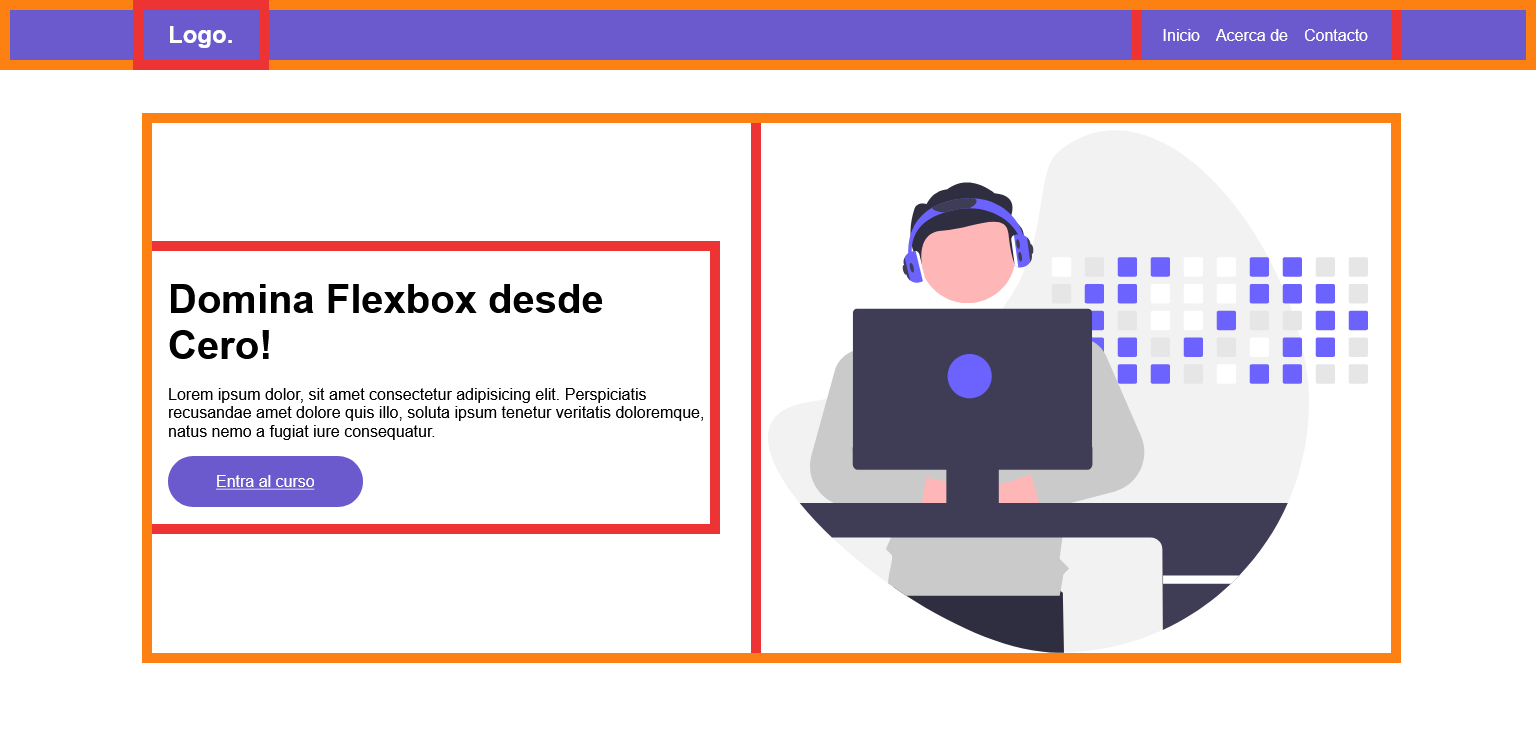 Logo.
Inicio Acerca de Contacto
Domina Flexbox desde
Cero!
Lorem ipsum dolor, sit amet consectetur adipisicing elit. Perspiciatis
recusandae amet dolore quis illo, soluta ipsum tenetur veritatis doloremque,
natus nemo a fugiat iure consequatur.
Entra al curso